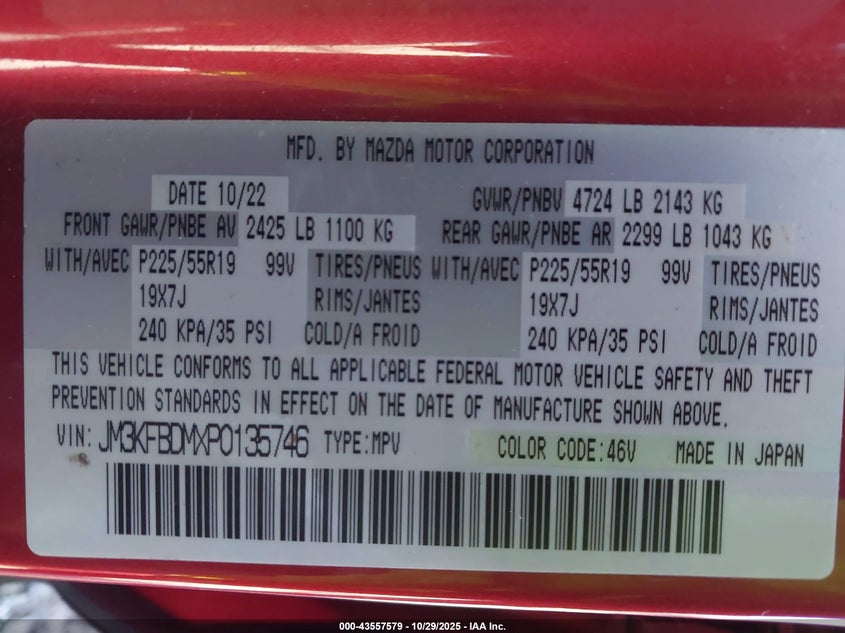 MFD. BY MAZDA MOTOR CORPORATION
DATE 10/22 GVWR/PNBV 4724 LB 2143 KG
FRONT GAWR/PNBE AV 2425 LB 1100 KG REAR GAWR/PNBE AR 2299 LB 1043 KG
WITH/AVEC P225/55R19 99V TIRES/PNEUS WITH/AVEC P225/55R19 99V TIRES/PNEUS
19X7J RIMS/JANTES 19X7J RIMS/JANTES
240 KPA/35 PSI COLD/A FROID 240 KPA/35 PSI COLD/A FROID
THIS VEHICLE CONFORMS TO ALL APPLICABLE FEDERAL MOTOR VEHICLE SAFETY AND THEFT
PREVENTION STANDARDS IN EFFECT ON THE DATE OF MANUFACTURE SHOWN ABOVE.
VIN: JM3KFBDMXP0135746 TYPE:MPV COLOR CODE:46V MADE IN JAPAN
000-43557579 - 10/29/2025 - IAA Inc.